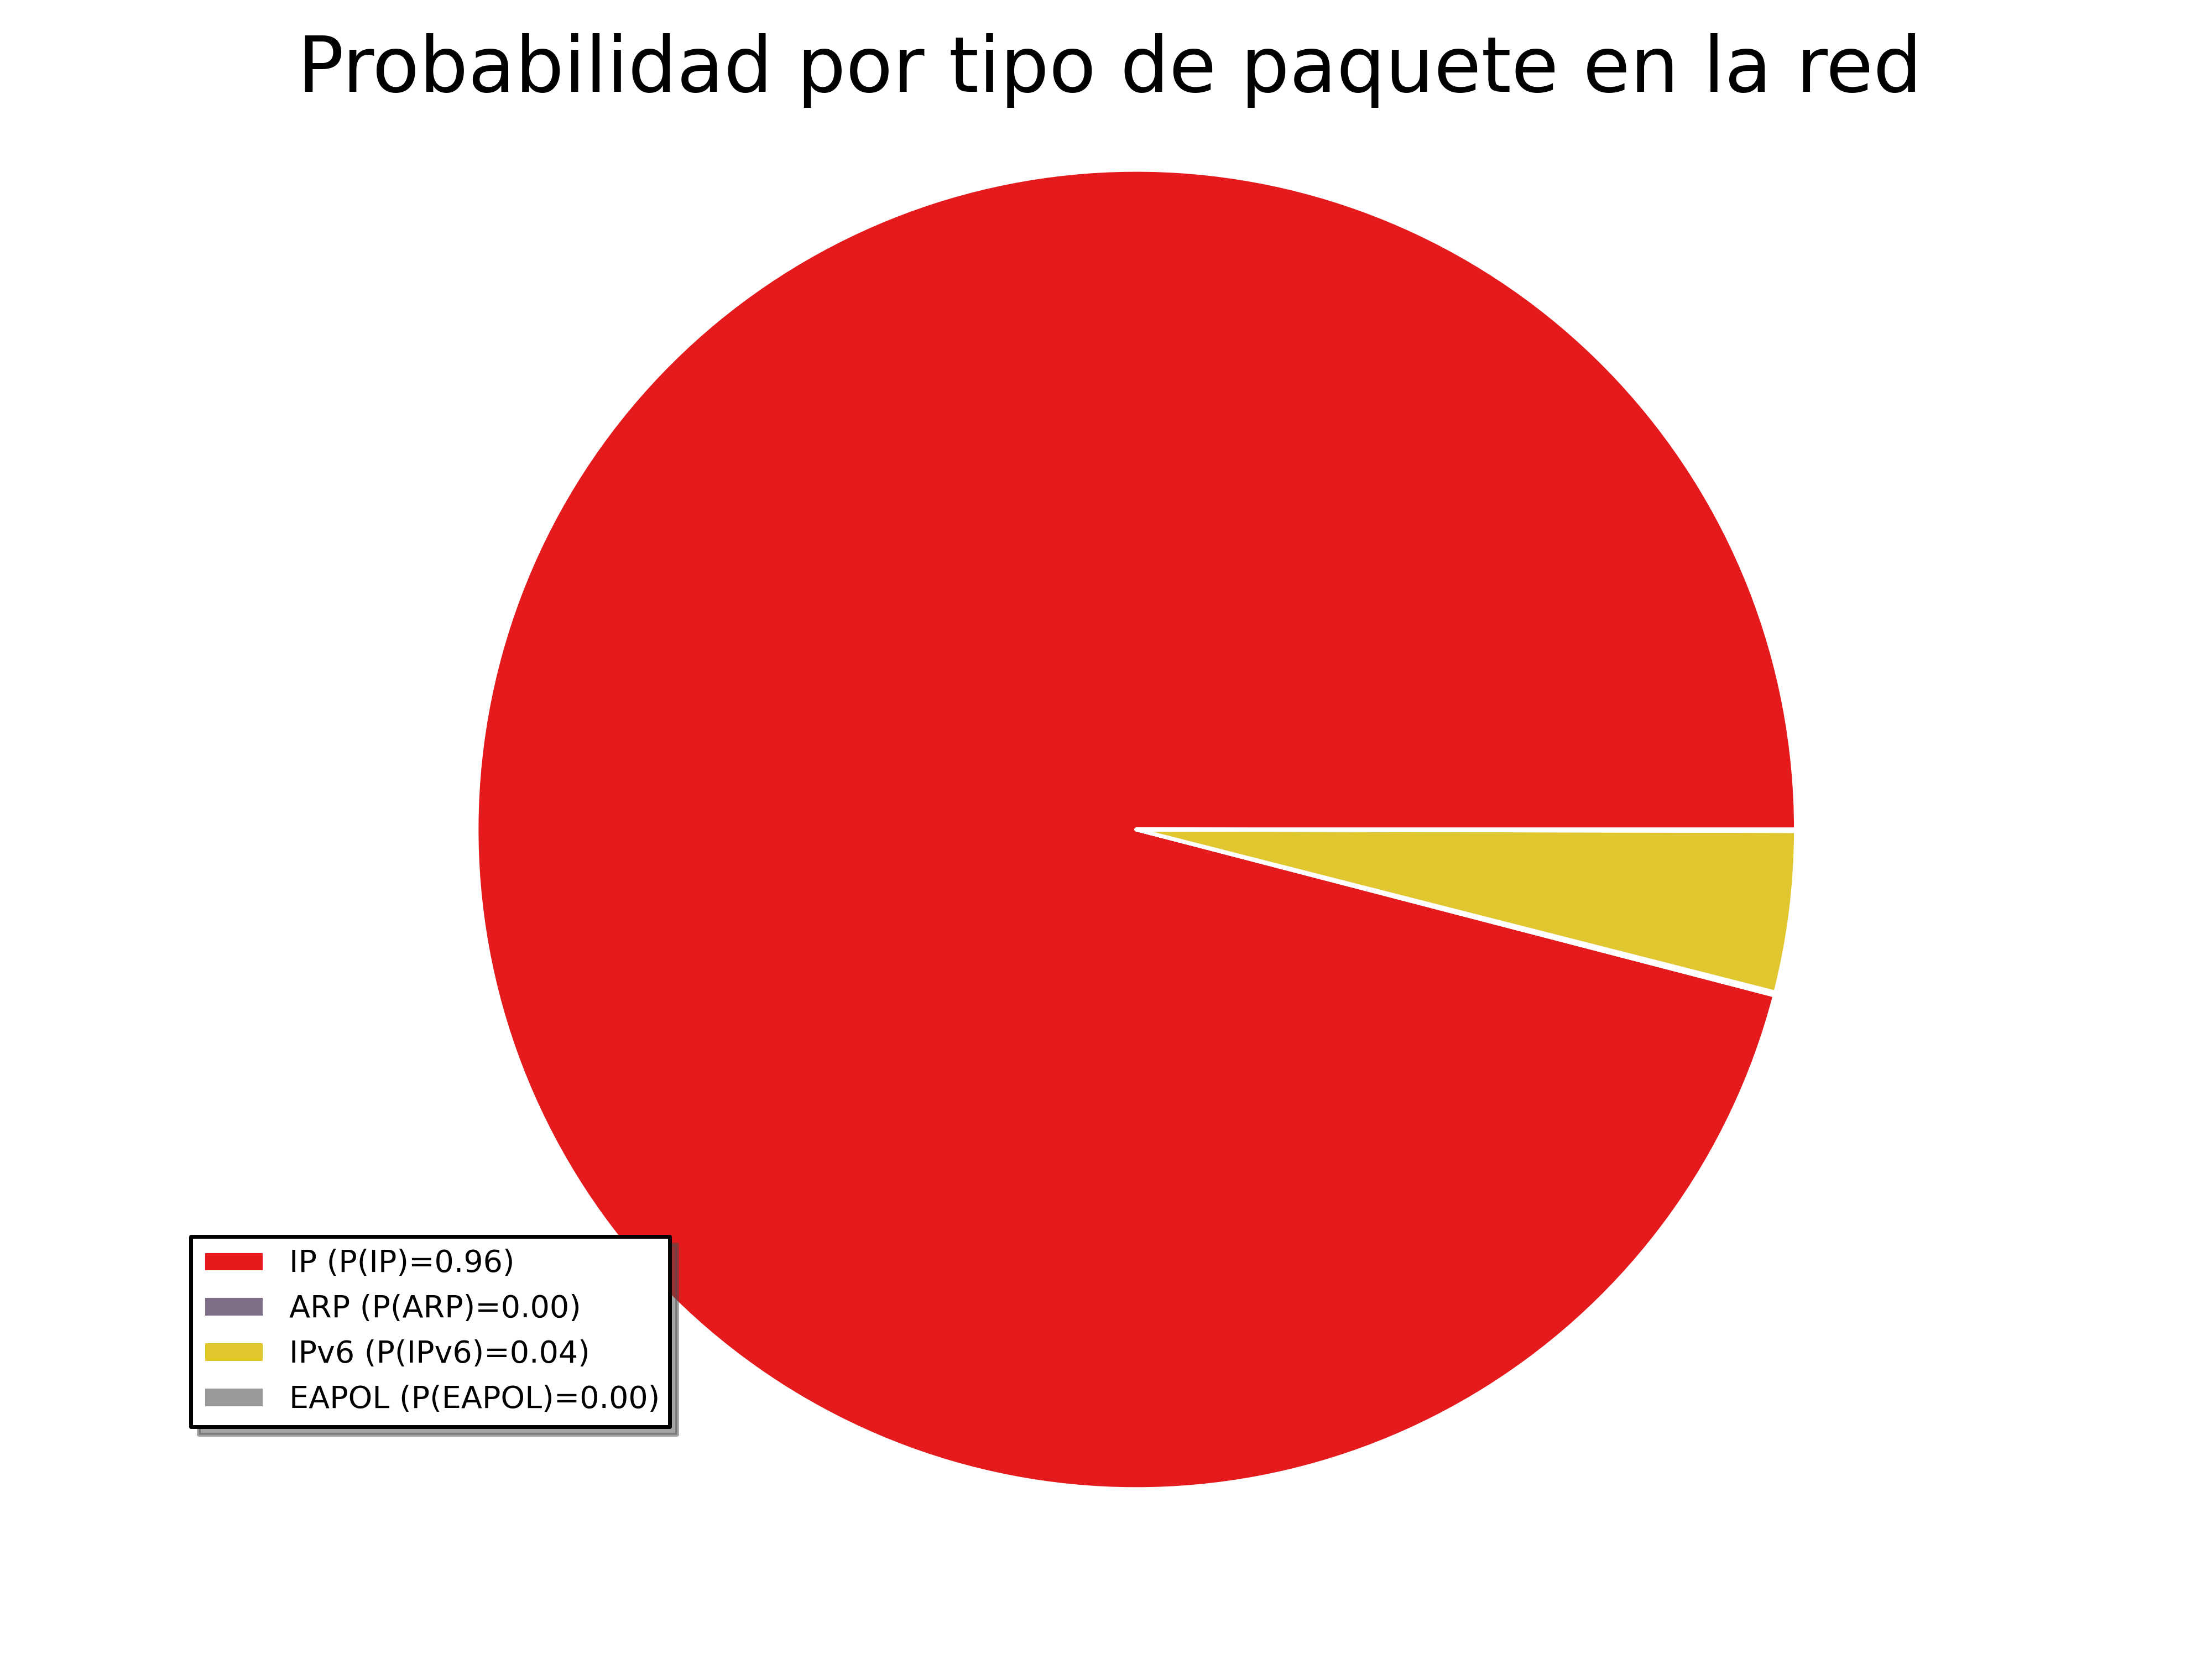 Probabilidad por tipo de paquete en la red
IP (P(IP)=0.96)
ARP (P(ARP)=0.00)
IPv6 (P(IPv6)=0.04)
EAPOL (P(EAPOL)=0.00)